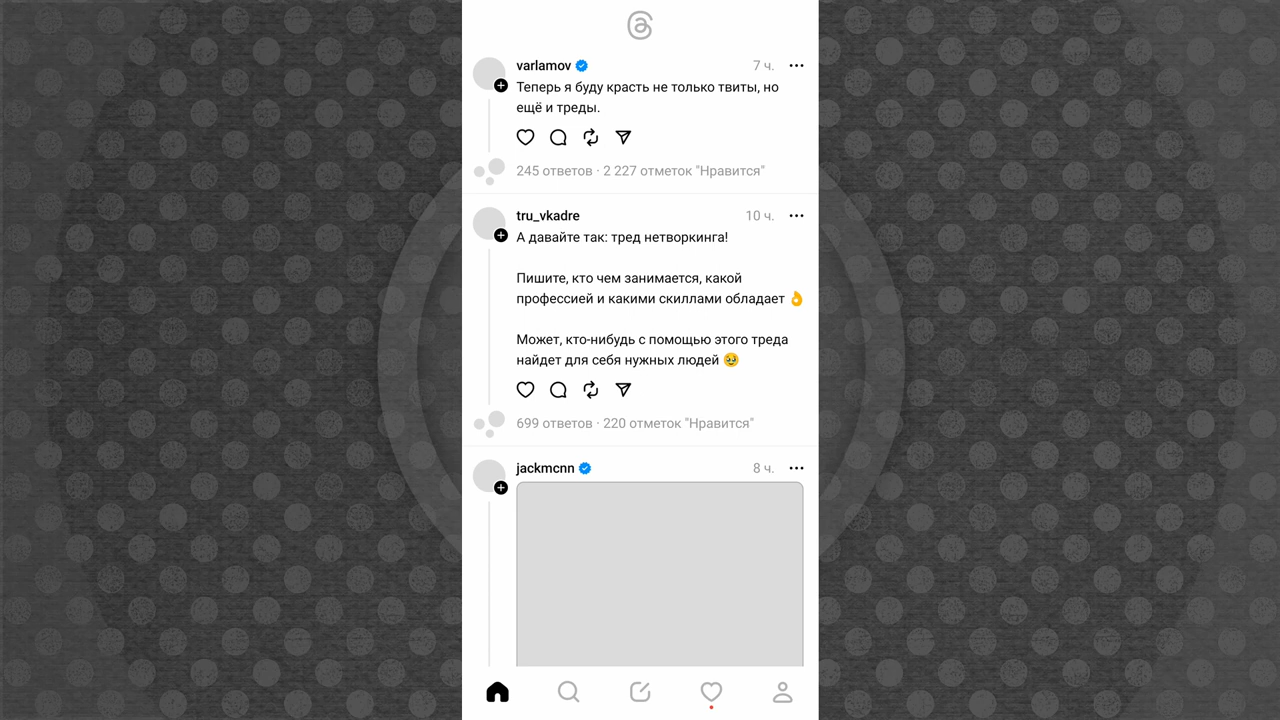 varlamov
7 ч.
Теперь я буду красть не только твиты, но
ещё и треды.
245 ответов · 2 227 отметок "Нравится"
tru_vkadre
10 ч.
А давайте так: тред нетворкинга!
Пишите, кто чем занимается, какой
профессией и какими скиллами обладает 👌
Может, кто-нибудь с помощью этого треда
найдет для себя нужных людей 🥹
699 ответов · 220 отметок "Нравится"
jackmcnn
8 ч.